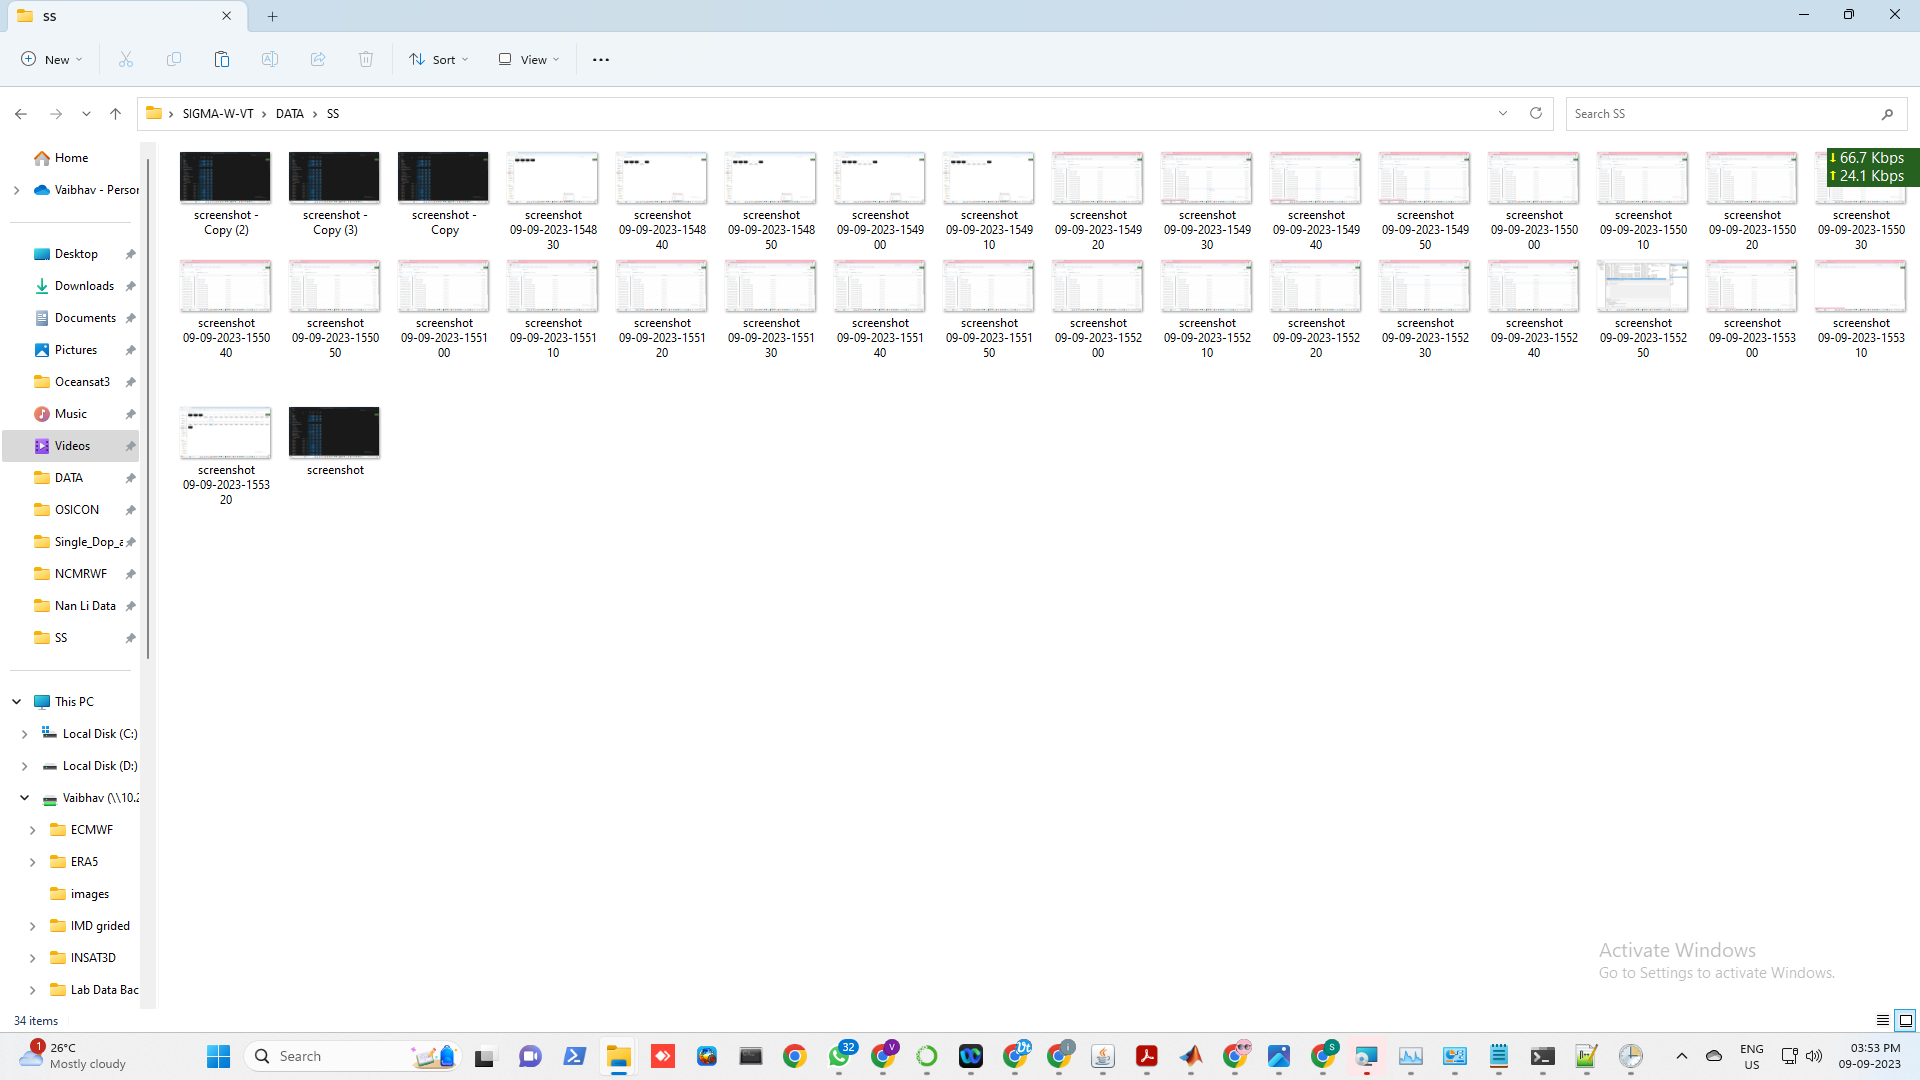 SS
New
Sort
View
SIGMA-W-VT
DATA
SS
Search SS
66.7 Kbps
24.1 Kbps
Home
Vaibhav - Person
Desktop
Downloads
Documents
Pictures
Oceansat3
Music
Videos
DATA
OSICON
Single_Dop_a
NCMRWF
Nan Li Data
SS
This PC
Local Disk (C:)
Local Disk (D:)
Vaibhav (\\10.2
ECMWF
ERA5
images
IMD grided
INSAT3D
Lab Data Bac
screenshot -
Copy (2)
screenshot -
Copy (3)
screenshot -
Copy
screenshot
09-09-2023-1548
30
screenshot
09-09-2023-1548
40
screenshot
09-09-2023-1548
50
screenshot
09-09-2023-1549
00
screenshot
09-09-2023-1549
10
screenshot
09-09-2023-1549
20
screenshot
09-09-2023-1549
30
screenshot
09-09-2023-1549
40
screenshot
09-09-2023-1549
50
screenshot
09-09-2023-1550
00
screenshot
09-09-2023-1550
10
screenshot
09-09-2023-1550
20
screenshot
09-09-2023-1550
30
screenshot
09-09-2023-1550
40
screenshot
09-09-2023-1550
50
screenshot
09-09-2023-1551
00
screenshot
09-09-2023-1551
10
screenshot
09-09-2023-1551
20
screenshot
09-09-2023-1551
30
screenshot
09-09-2023-1551
40
screenshot
09-09-2023-1551
50
screenshot
09-09-2023-1552
00
screenshot
09-09-2023-1552
10
screenshot
09-09-2023-1552
20
screenshot
09-09-2023-1552
30
screenshot
09-09-2023-1552
40
screenshot
09-09-2023-1552
50
screenshot
09-09-2023-1553
00
screenshot
09-09-2023-1553
10
screenshot
09-09-2023-1553
20
screenshot
Activate Windows
Go to Settings to activate Windows.
34 items
1
26°C
Mostly cloudy
Search
32
V
Vt
i
S
ENG
US
03:53 PM
09-09-2023